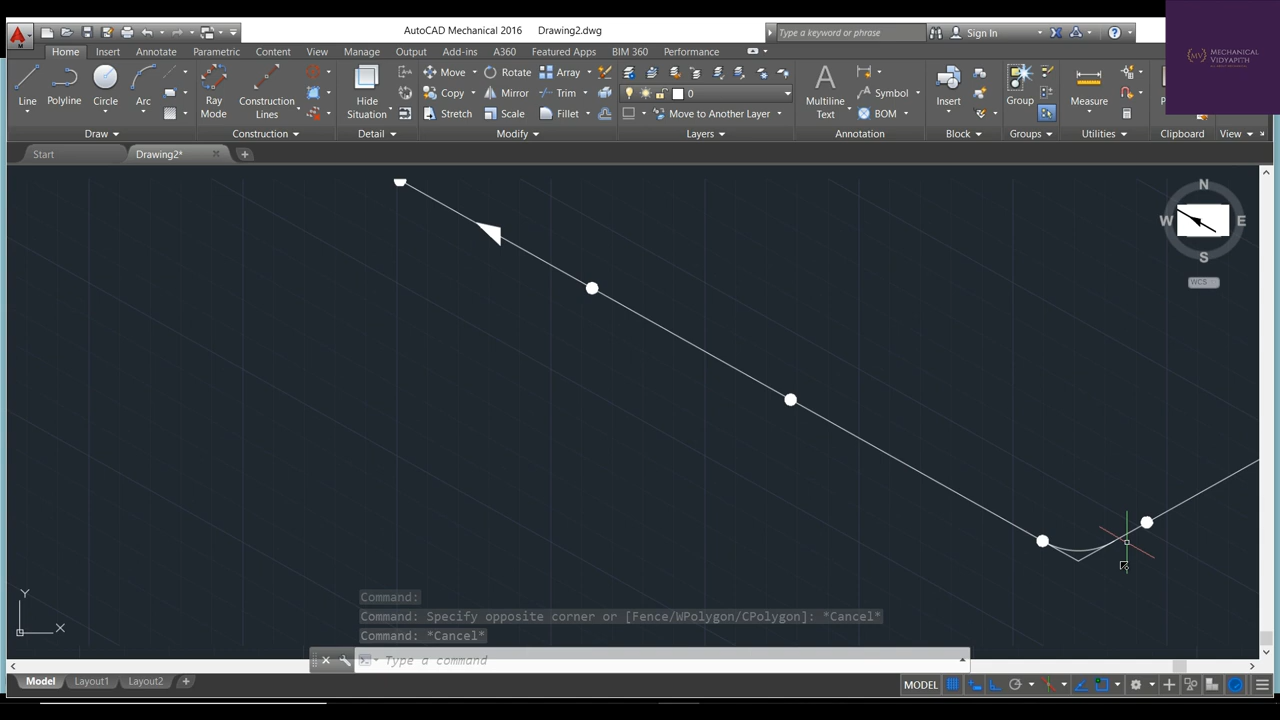 AutoCAD Mechanical 2016 Drawing2.dwg
Type a keyword or phrase
Sign In
MECHANICAL
VIDYAPITH
Home Insert Annotate Parametric Content View Manage Output Add-ins A360 Featured Apps BIM 360 Performance
Line Polyline Circle Arc
Ray
Mode
Construction
Lines
Hide
Situation
Move Rotate Array
Copy Mirror Trim
Stretch Scale Fillet
0
Move to Another Layer
Multiline
Text
Symbol
BOM
Insert
Group
Measure
Draw Construction Detail Modify Layers Annotation Block Groups Utilities Clipboard View
Start Drawing2*
N
W E
S
WCS
Y
X
Command:
Command: Specify opposite corner or [Fence/WPolygon/CPolygon]: *Cancel*
Command: *Cancel*
Type a command
Model Layout1 Layout2
MODEL